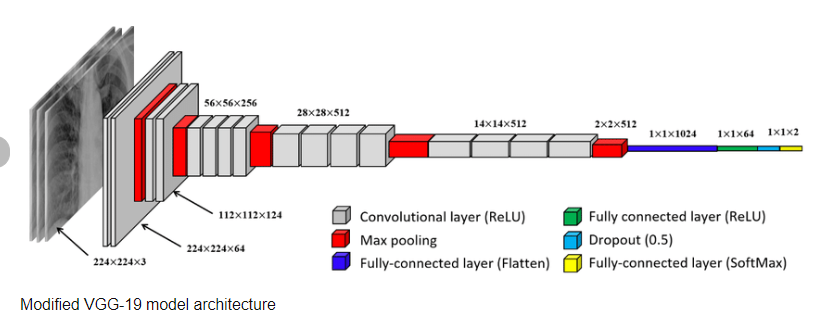 56×56×256
28×28×512
14×14×512
2×2×512
1×1×1024
1×1×64
1×1×2
112×112×124
224×224×64
224×224×3
Convolutional layer (ReLU)
Max pooling
Fully-connected layer (Flatten)
Fully connected layer (ReLU)
Dropout (0.5)
Fully-connected layer (SoftMax)
Modified VGG-19 model architecture